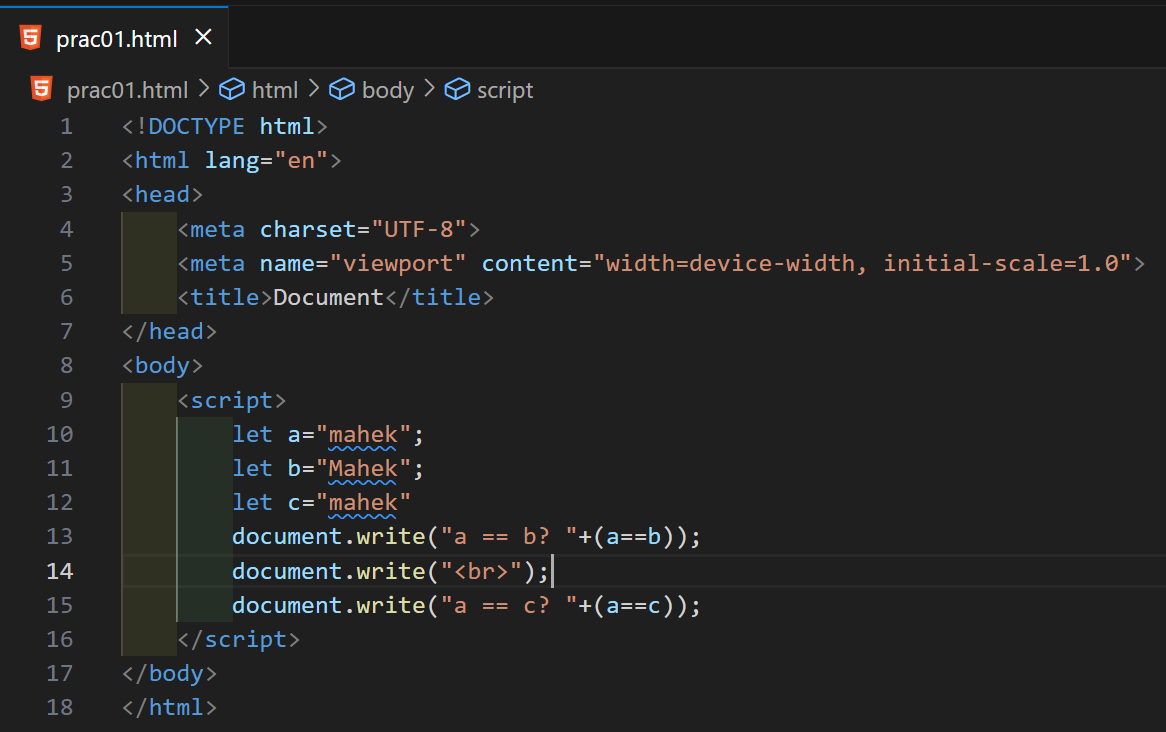 prac01.html ×
prac01.html > html > body > script
1 <!DOCTYPE html>
2 <html lang="en">
3 <head>
4     <meta charset="UTF-8">
5     <meta name="viewport" content="width=device-width, initial-scale=1.0">
6     <title>Document</title>
7 </head>
8 <body>
9     <script>
10         let a="mahek";
11         let b="Mahek";
12         let c="mahek"
13         document.write("a == b? "+(a==b));
14         document.write("<br>");
15         document.write("a == c? "+(a==c));
16     </script>
17 </body>
18 </html>